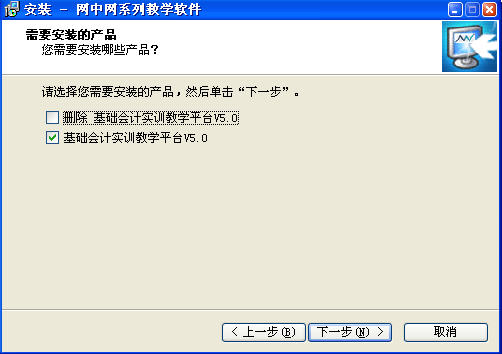 安装 - 网中网系列教学软件
需要安装的产品
您需要安装哪些产品？
请选择您需要安装的产品，然后单击“下一步”。
删除 基础会计实训教学平台V5.0
基础会计实训教学平台V5.0
< 上一步(B)
下一步(N) >
取消